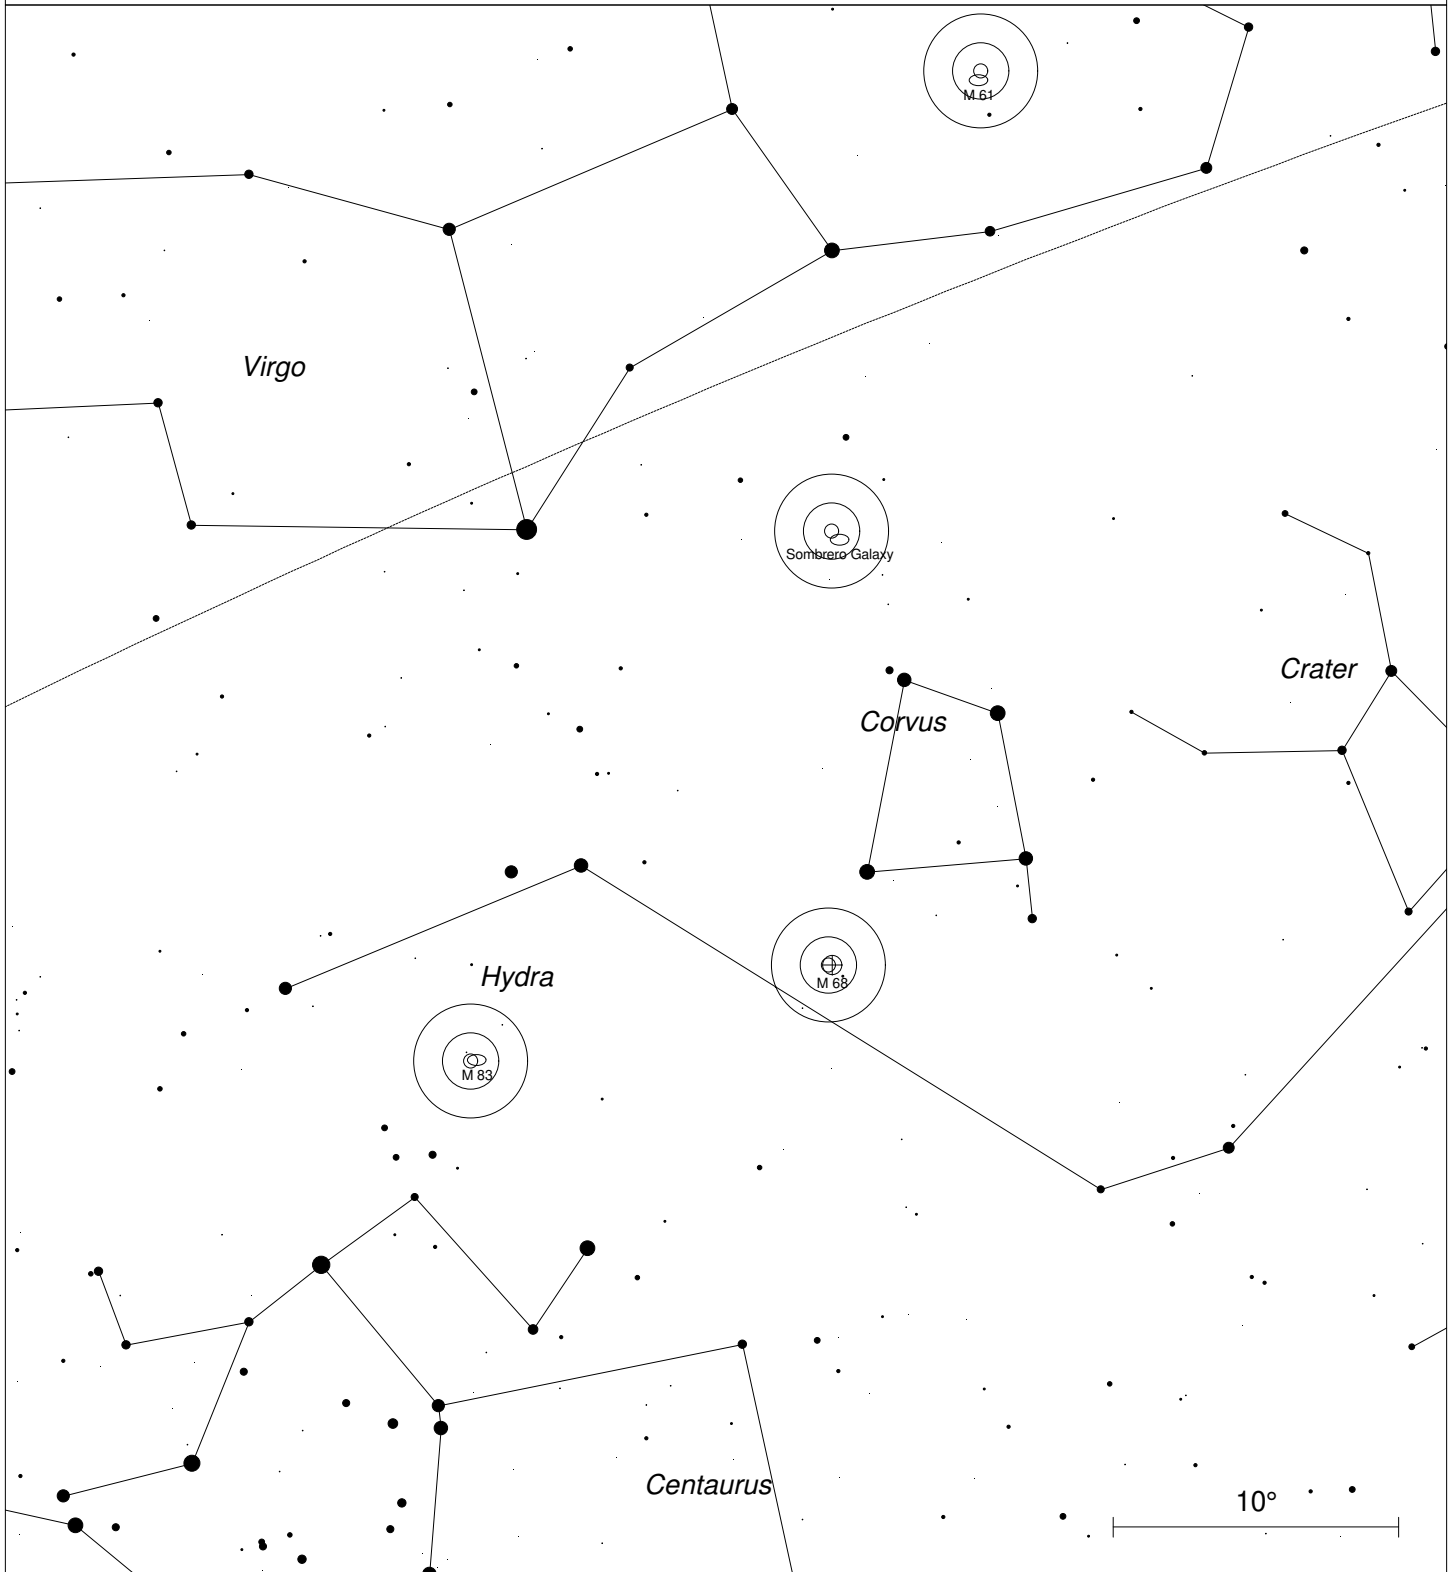 M 61
Virgo
Sombrero Galaxy
Crater
Corvus
Hydra
M 68
M 83
Centaurus
10°